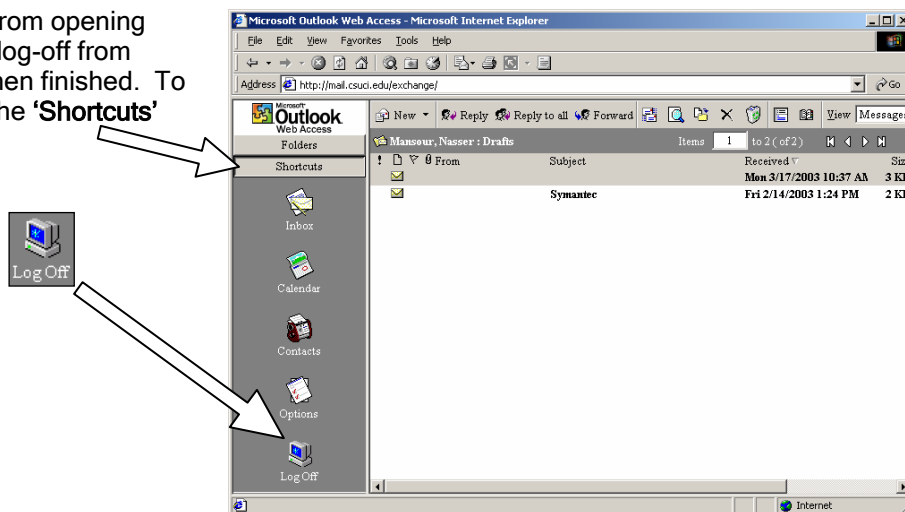 rom opening
log-off from
nen finished. To
he 'Shortcuts'
Log Off
Microsoft Outlook Web Access - Microsoft Internet Explorer
File Edit View Favorites Tools Help
Address http://mail.csuci.edu/exchange/ Go
Microsoft
Outlook
Web Access
New Reply Reply to all Forward View Messages
Folders
Mansour, Nasser : Drafts Items 1 to 2 ( of 2 )
Shortcuts
! From Subject Received Siz
Mon 3/17/2003 10:37 AM 3 KB
Symantec Fri 2/14/2003 1:24 PM 2 KB
Inbox
Calendar
Contacts
Options
Log Off
Internet